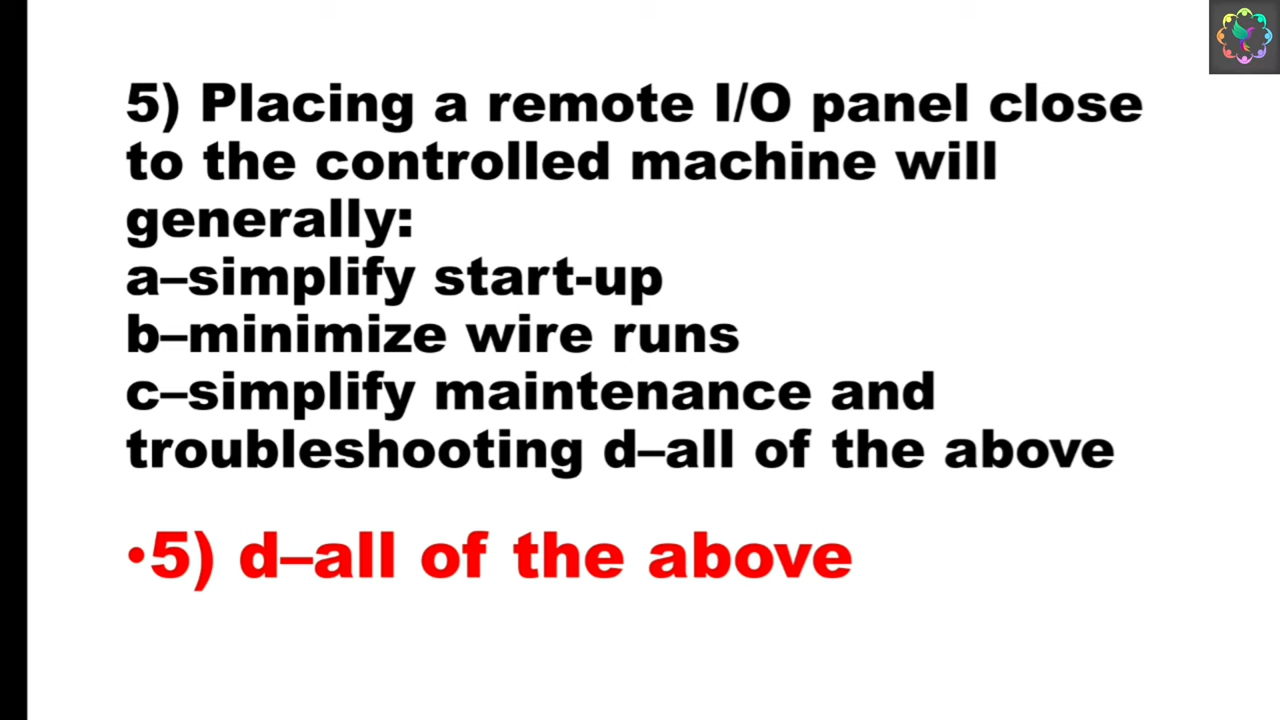 5) Placing a remote I/O panel close
to the controlled machine will
generally:
a–simplify start-up
b–minimize wire runs
c–simplify maintenance and
troubleshooting d–all of the above
•5) d–all of the above